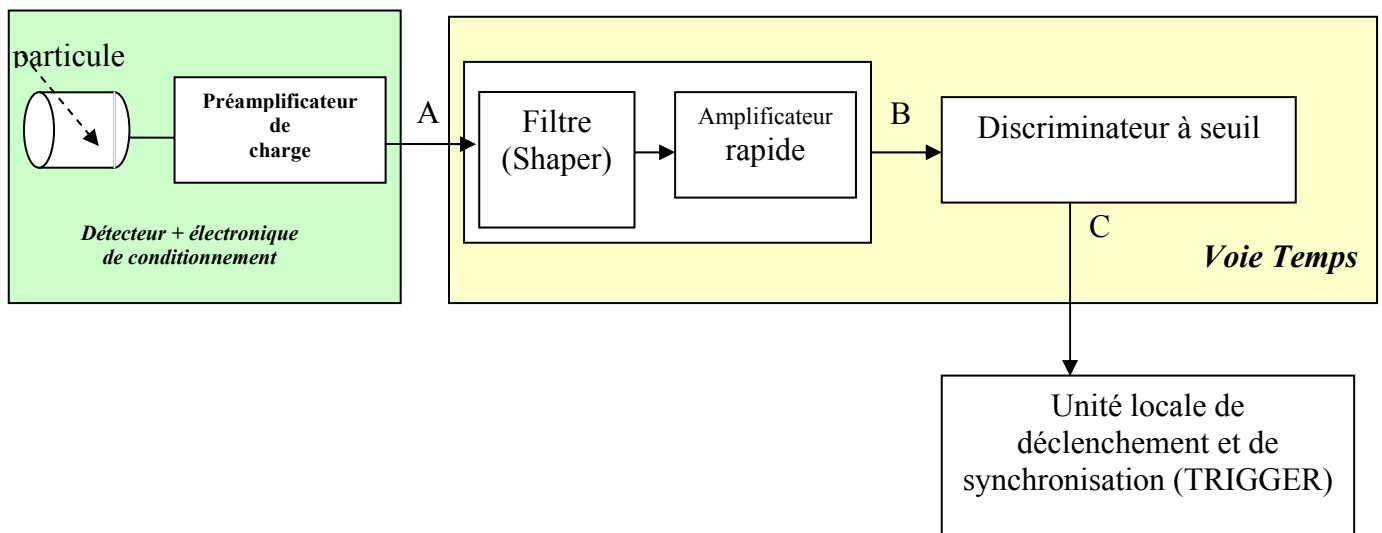 particule
Préamplificateur
de
charge
A
Filtre
(Shaper)
Amplificateur
rapide
B
Discriminateur à seuil
C
Détecteur + électronique
de conditionnement
Voie Temps
Unité locale de
déclenchement et de
synchronisation (TRIGGER)